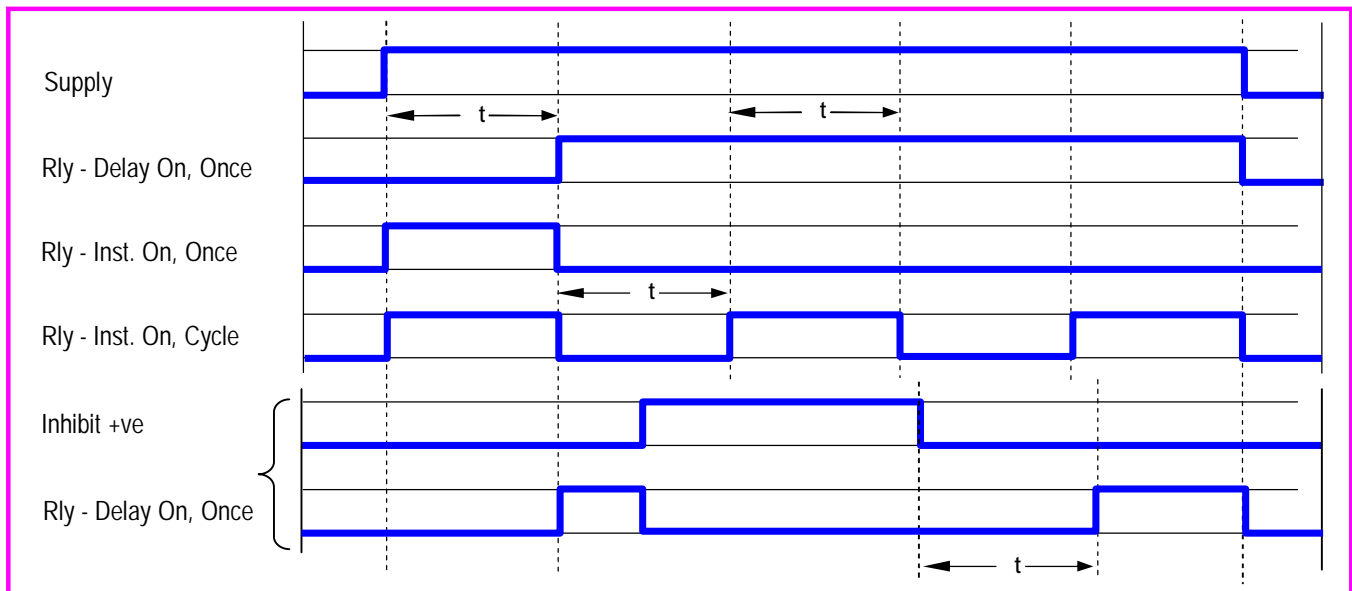 Supply
t
t
Rly - Delay On, Once
Rly - Inst. On, Once
t
Rly - Inst. On, Cycle
Inhibit +ve
Rly - Delay On, Once
t